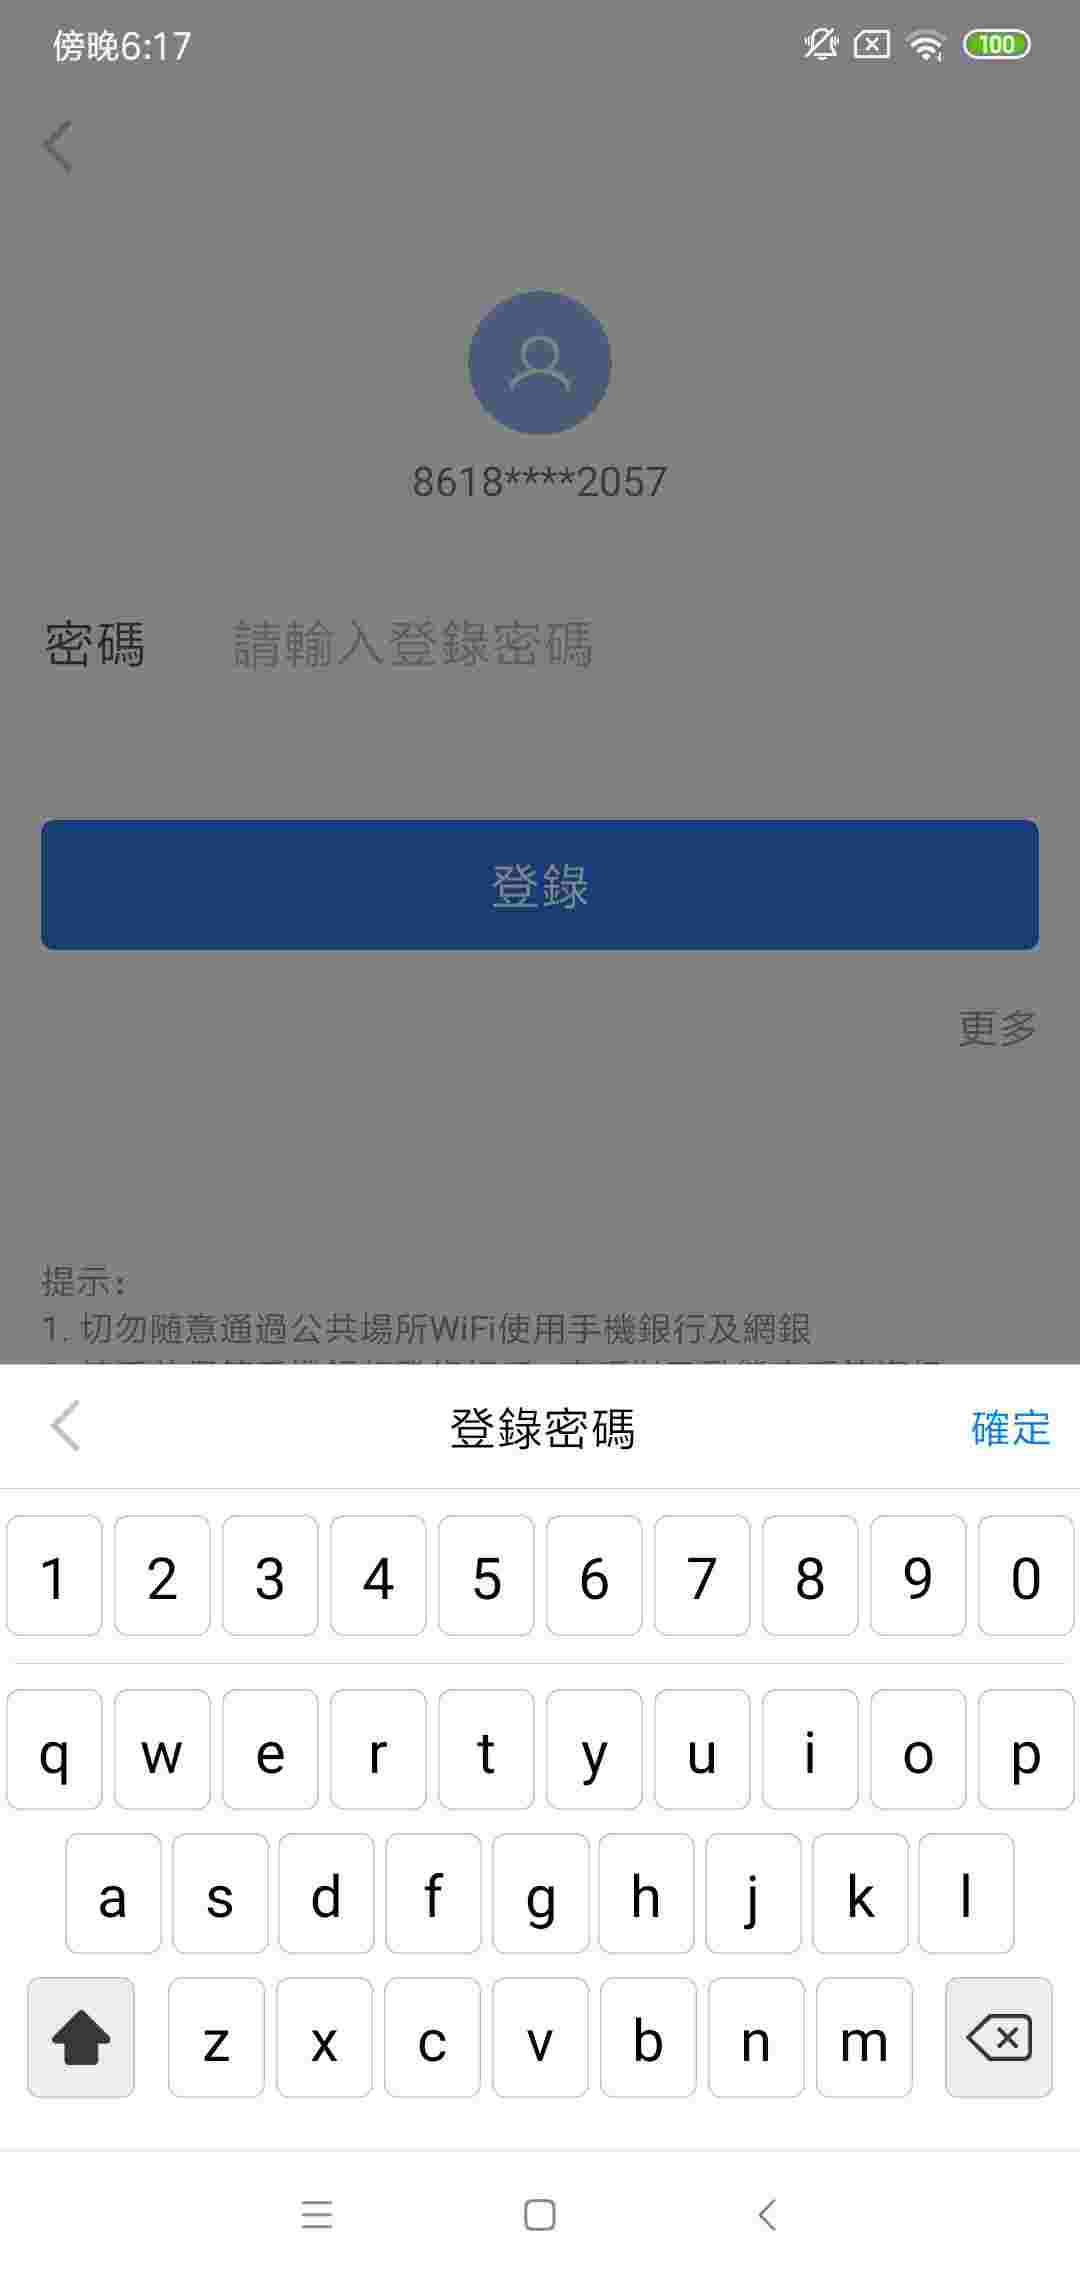 傍晚6:17
100
8618****2057
密碼 請輸入登錄密碼
登錄
更多
提示：
1. 切勿隨意通過公共場所WiFi使用手機銀行及網銀
登錄密碼 確定
1 2 3 4 5 6 7 8 9 0
q w e r t y u i o p
a s d f g h j k l
z x c v b n m